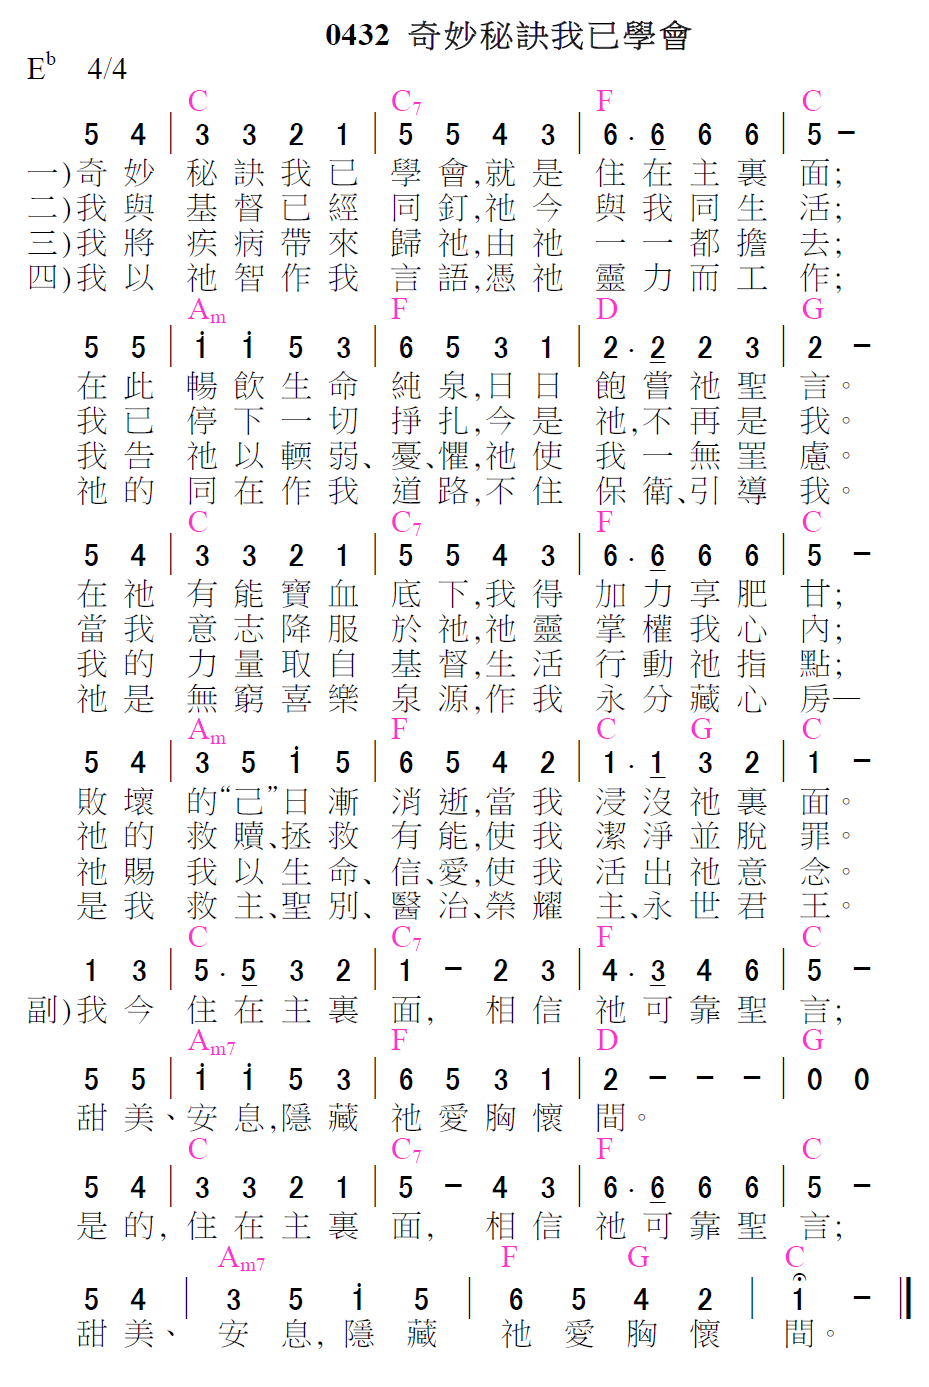 0432 奇妙秘訣我已學會
E♭ 4/4
C C7 F C
5 4 | 3 3 2 1 | 5 5 4 3 | 6 . 6 6 6 | 5 –
一)奇妙 秘訣我已 學會,就是 住在主裏 面;
二)我與 基督已經 同釘,祂今 與我同生 活;
三)我將 疾病帶來 歸祂,由祂 一一都擔 去;
四)我以 祂智作我 言語,憑祂 靈力而工 作;
Am F D G
5 5 | i i 5 3 | 6 5 3 1 | 2 . 2 2 3 | 2 –
在此 暢飲生命 純泉,日日 飽嘗祂聖 言。
我已 停下一切 掙扎,今是 祂,不再是 我。
我告 祂以輭弱、憂、懼,祂使 我一無罣 慮。
祂的 同在作我 道路,不住 保衛、引導 我。
C C7 F C
5 4 | 3 3 2 1 | 5 5 4 3 | 6 . 6 6 6 | 5 –
在祂 有能寶血 底下,我得 加力享肥 甘;
當我 意志降服 於祂,祂靈 掌權我心 內;
我的 力量取自 基督,生活 行動祂指 點;
祂是 無窮喜樂 泉源,作我 永分藏心 房—
Am F C G C
5 4 | 3 5 i 5 | 6 5 4 2 | 1 . 1 3 2 | 1 –
敗壞 的“己”日漸 消逝,當我 浸沒祂裏 面。
祂的 救贖、拯救 有能,使我 潔淨並脫 罪。
祂賜 我以生命、信、愛,使我 活出祂意 念。
是我 救主、聖別、醫治、榮耀 主、永世君 王。
C C7 F C
1 3 | 5 . 5 3 2 | 1 – 2 3 | 4 . 3 4 6 | 5 –
副)我今 住在主裏 面, 相信 祂可靠聖 言;
Am7 F D G
5 5 | i i 5 3 | 6 5 3 1 | 2 – – – | 0 0
甜美、安息,隱藏 祂愛胸懷 間。
C C7 F C
5 4 | 3 3 2 1 | 5 – 4 3 | 6 . 6 6 6 | 5 –
是的, 住在主裏 面, 相信 祂可靠聖 言;
Am7 F G C
5 4 | 3 5 i 5 | 6 5 4 2 | i –
甜美、 安息, 隱藏 祂愛胸懷 間。